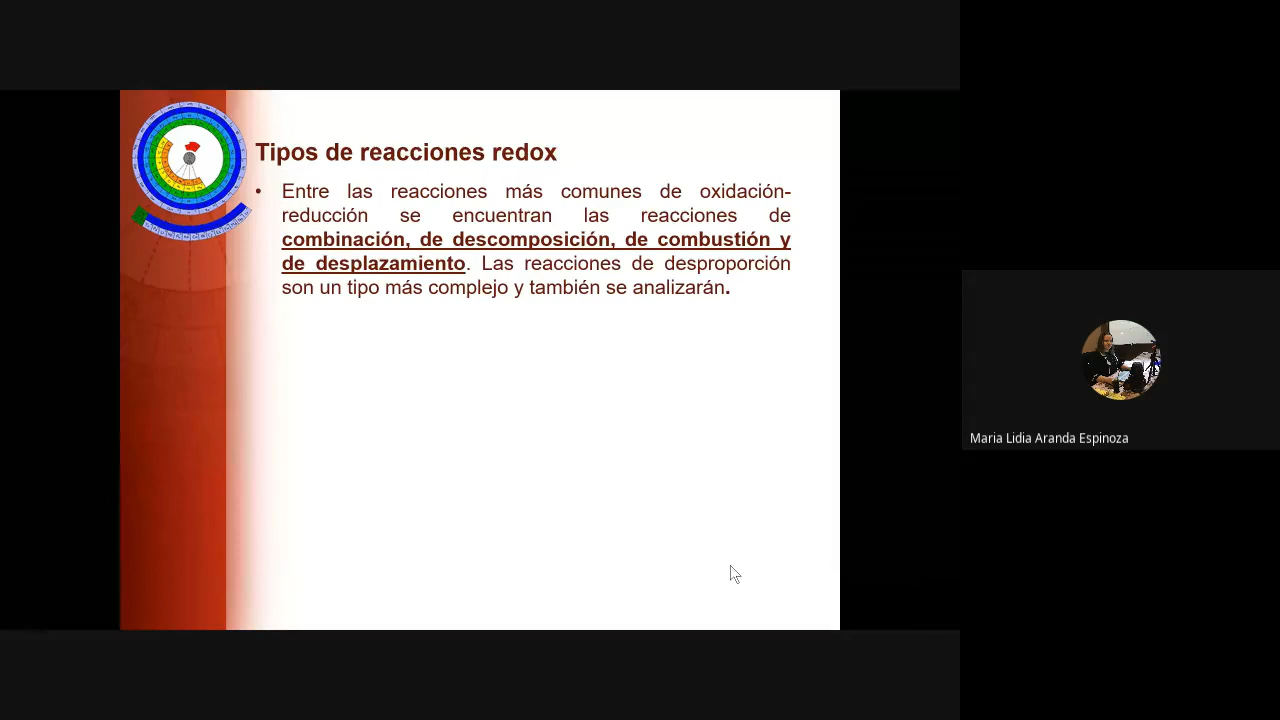 Tipos de reacciones redox
• Entre las reacciones más comunes de oxidación-
reducción se encuentran las reacciones de
combinación, de descomposición, de combustión y
de desplazamiento. Las reacciones de desproporción
son un tipo más complejo y también se analizarán.
Maria Lidia Aranda Espinoza